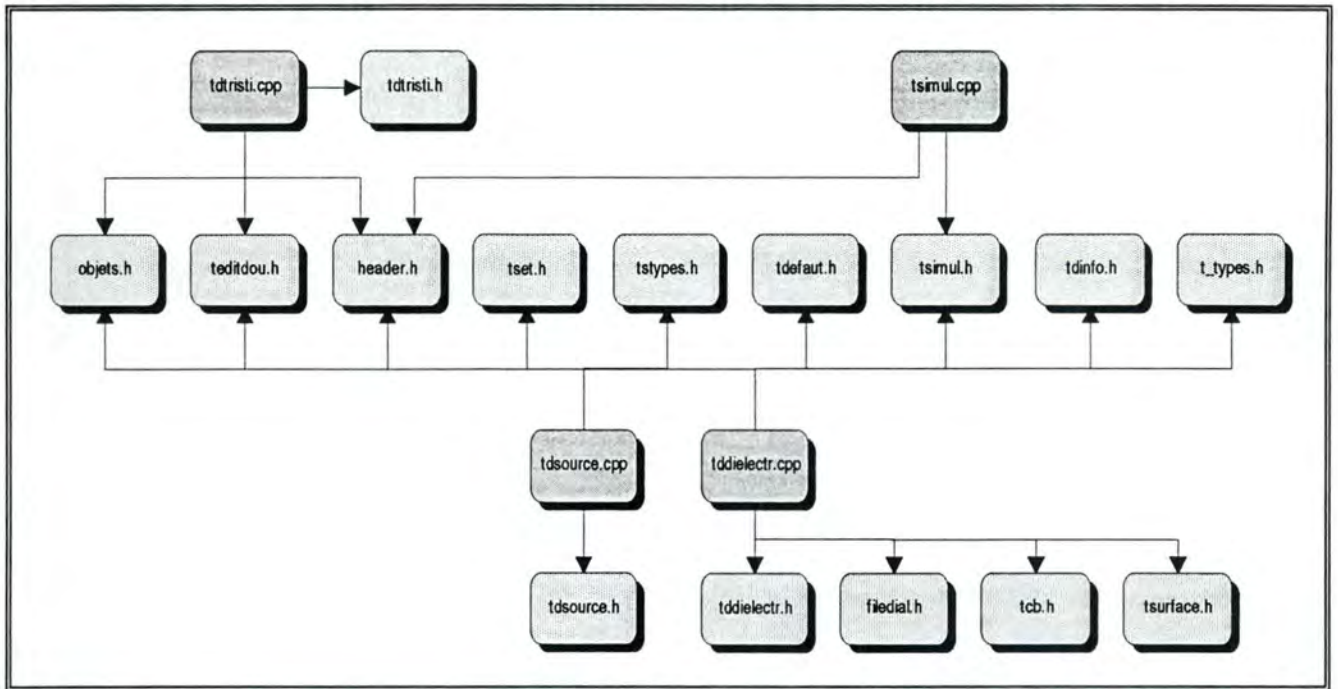 tdtristi.cpp
tdtristi.h
tsimul.cpp
objets.h
teditdou.h
header.h
tset.h
tstypes.h
tdefaut.h
tsimul.h
tdinfo.h
t_types.h
tdsource.cpp
tddielectr.cpp
tdsource.h
tddielectr.h
filedial.h
tcb.h
tsurface.h